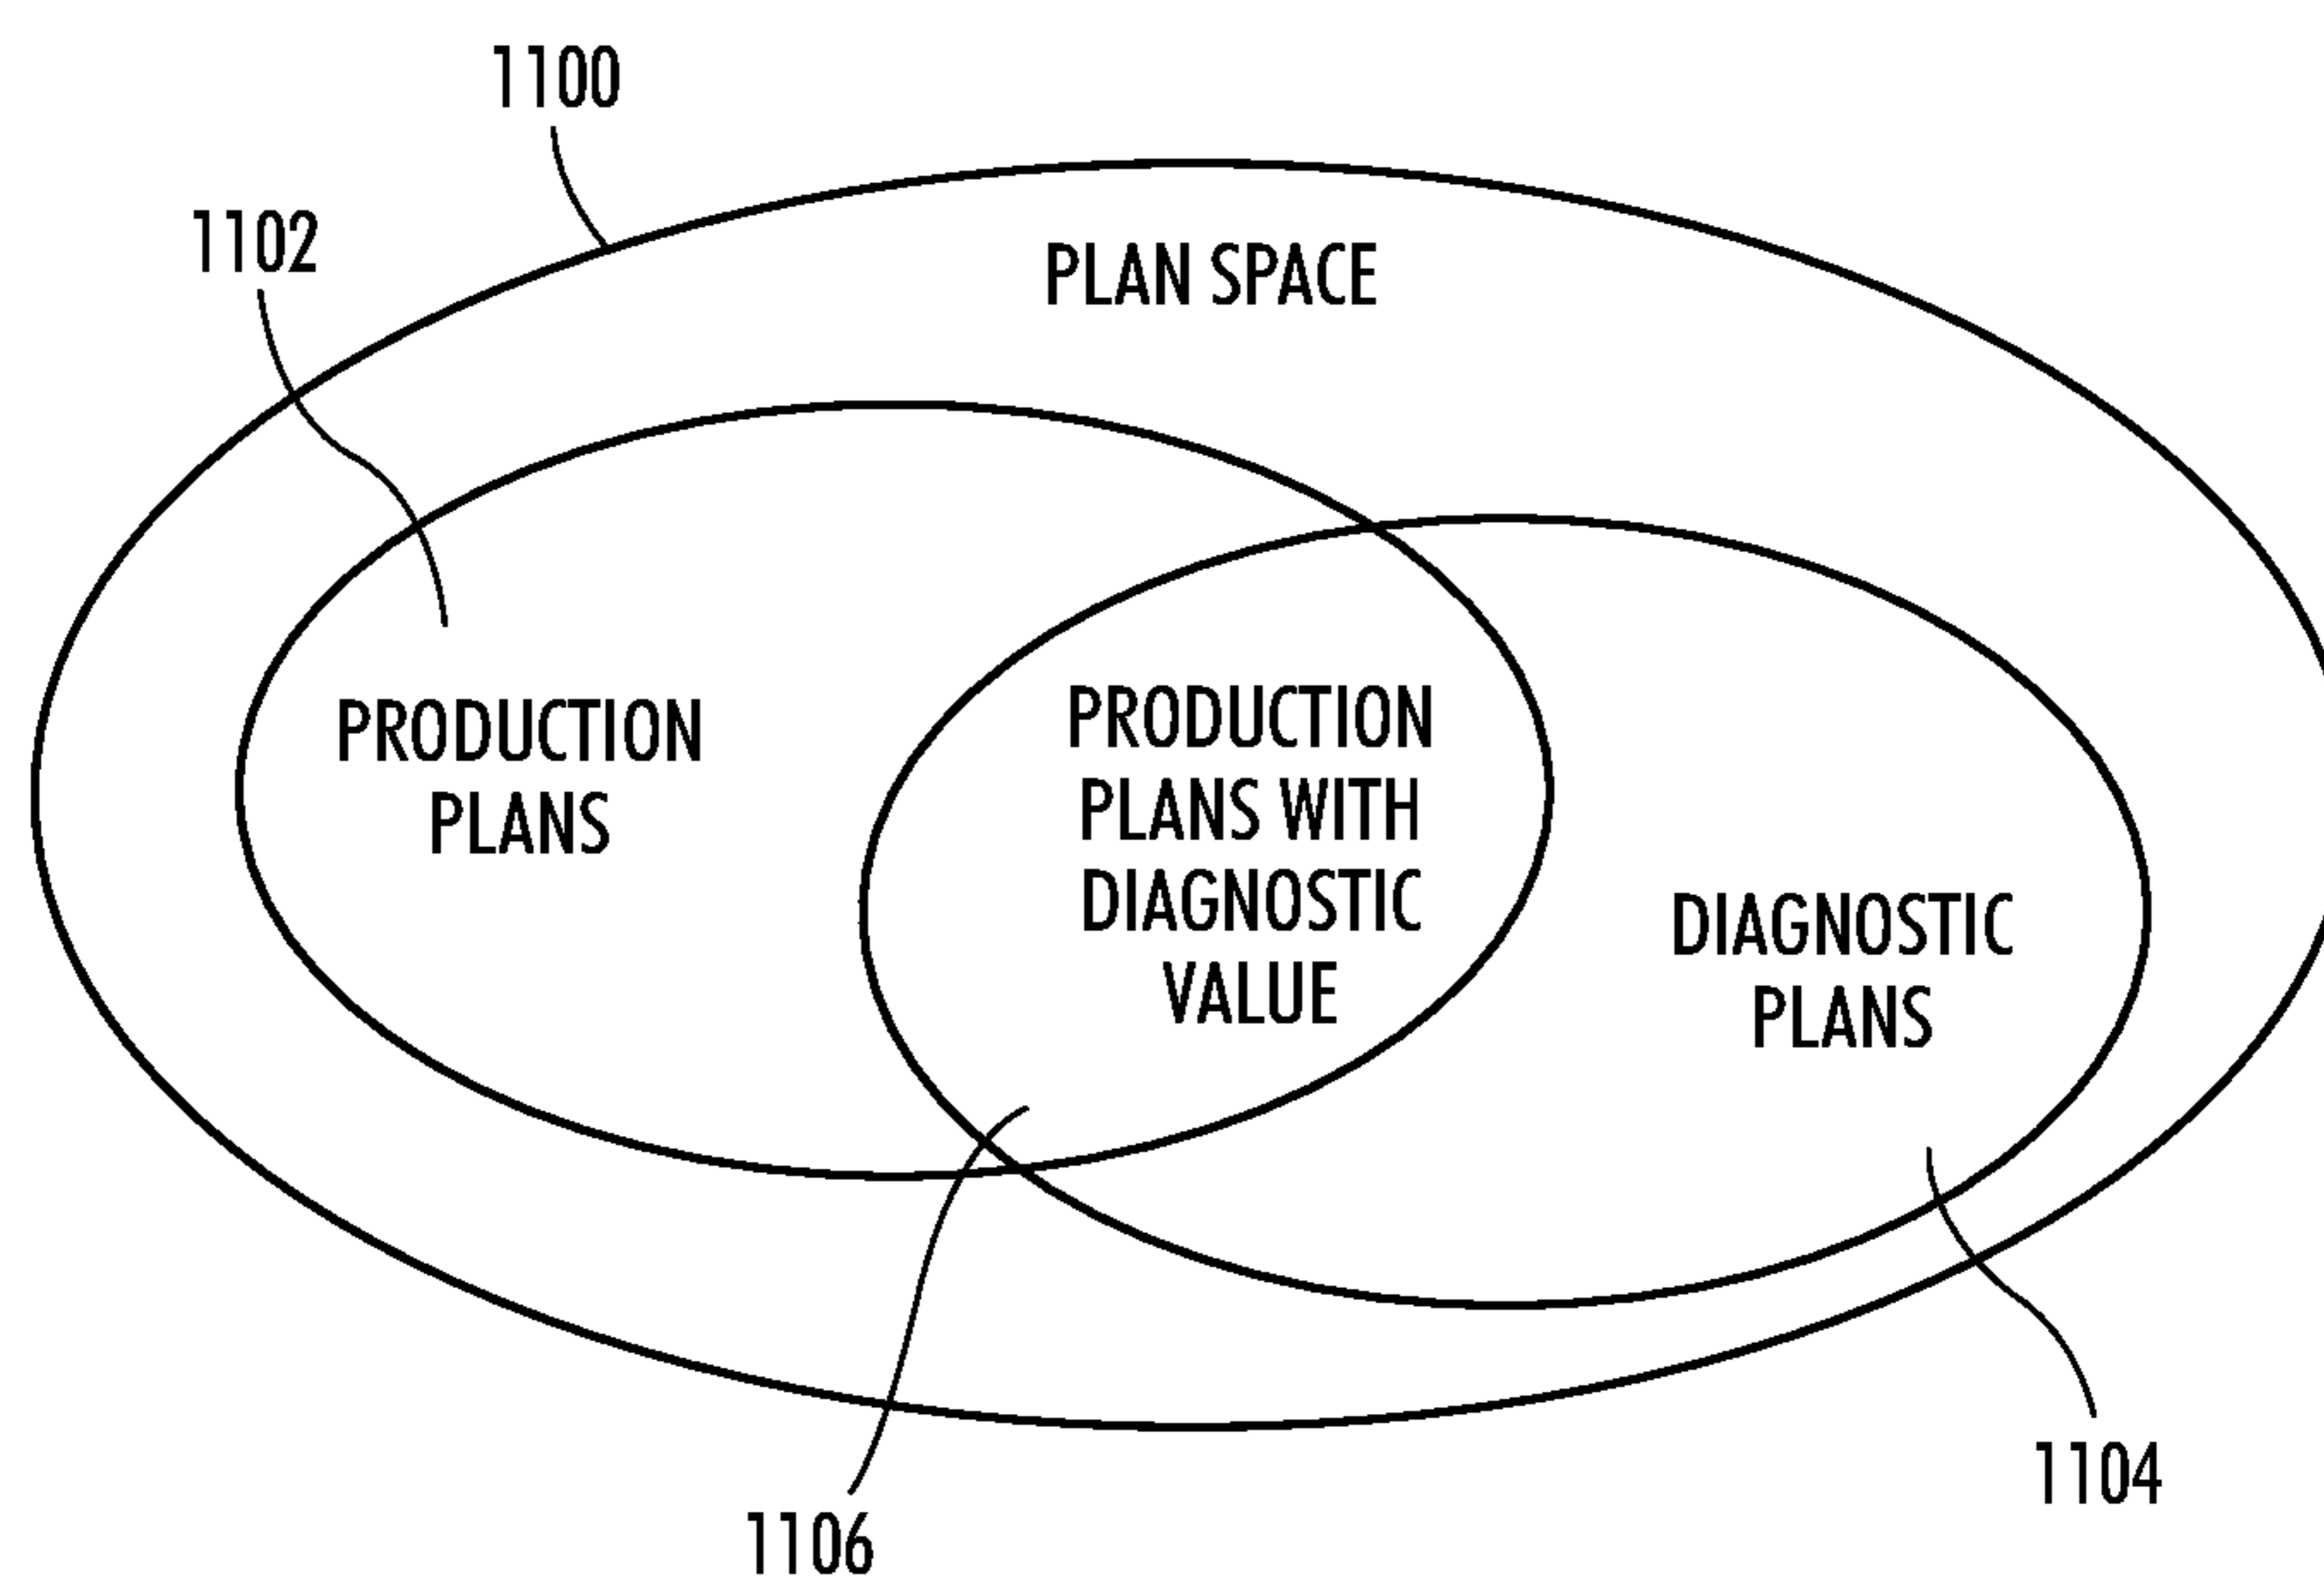 1100
1102
PLAN SPACE
PRODUCTION
PLANS
PRODUCTION
PLANS WITH
DIAGNOSTIC
VALUE
DIAGNOSTIC
PLANS
1104
1106